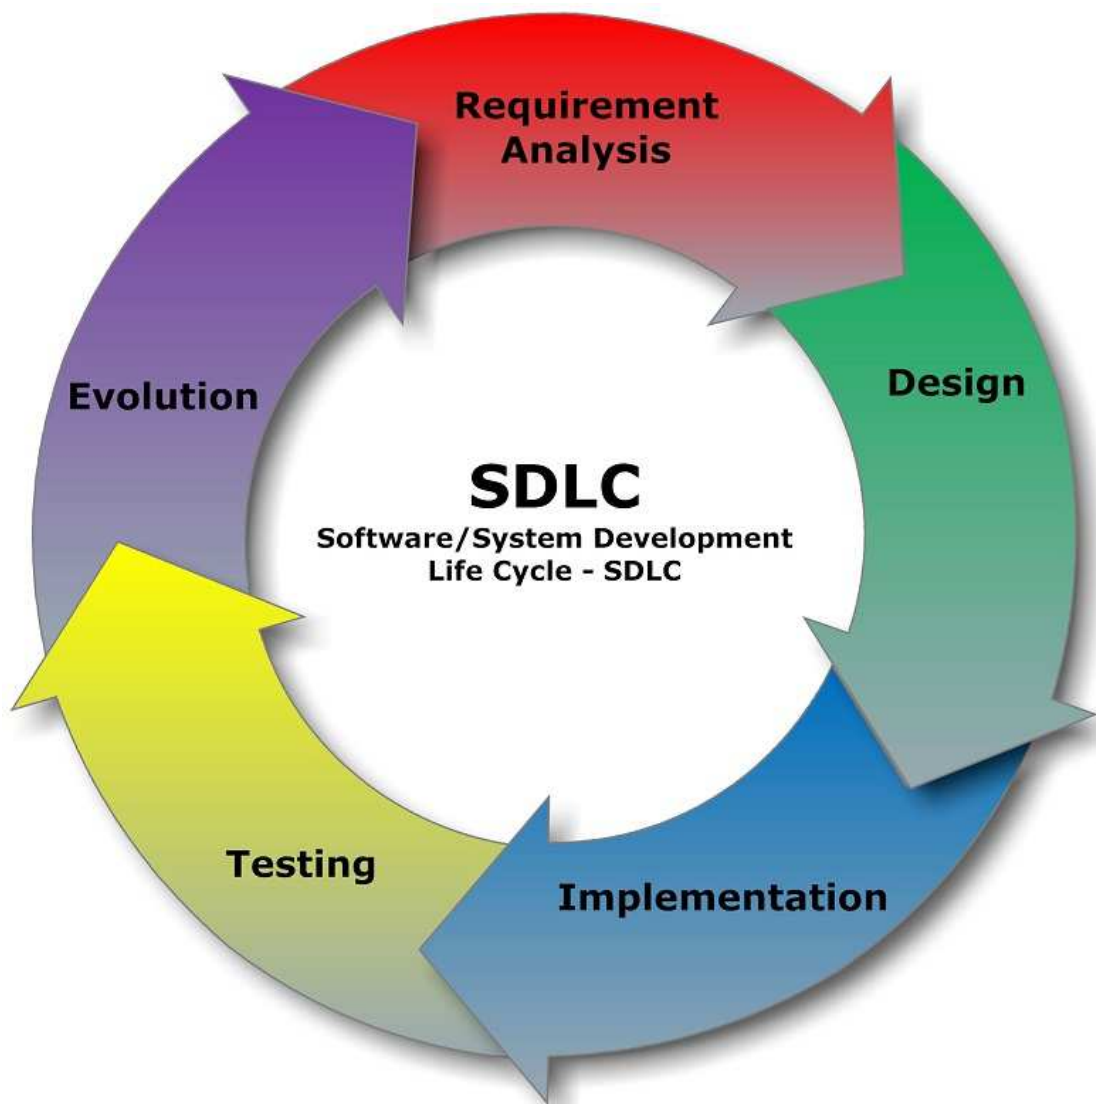 Requirement
Analysis
Design
Evolution
SDLC
Software/System Development
Life Cycle - SDLC
Testing
Implementation